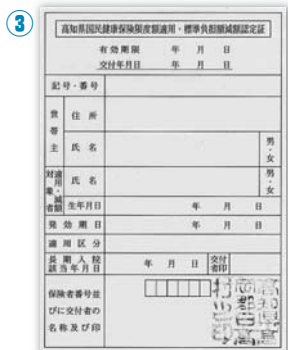 ③
高知県国民健康保険限度額適用・標準負担額減額認定証
有効期限 年 月 日
交付年月日 年 月 日
記号・番号
世帯主 住所
氏名 男・女
適用・減額対象者 氏名 男・女
生年月日 年 月 日
発効期日 年 月 日
適用区分
長期入院該当年月日 年 月 日 交付者印
保険者番号並びに交付者の名称及び印